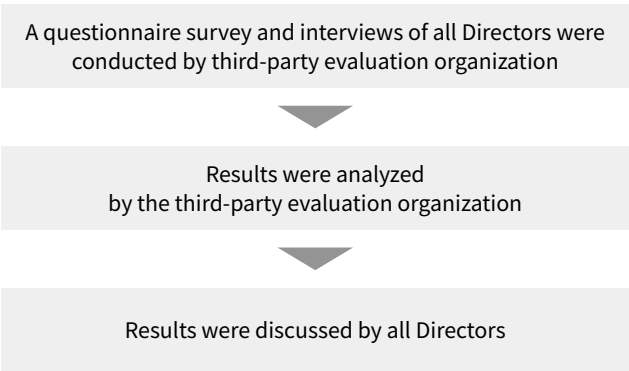 A questionnaire survey and interviews of all Directors were
conducted by third-party evaluation organization
Results were analyzed
by the third-party evaluation organization
Results were discussed by all Directors